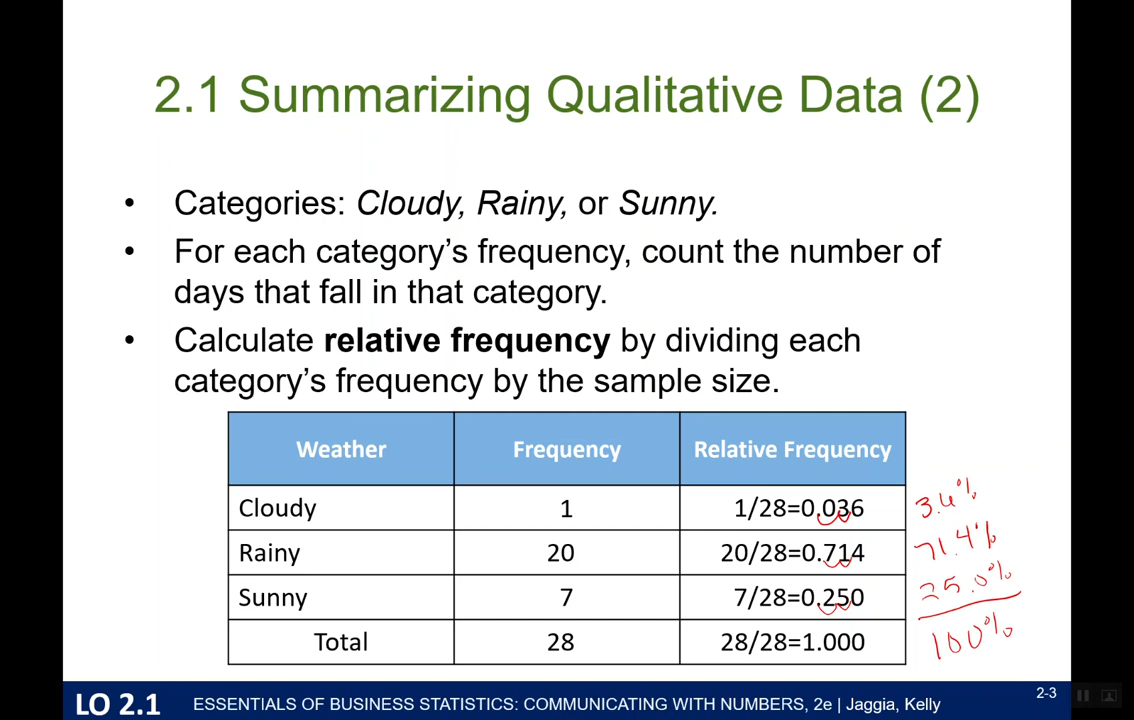 2.1 Summarizing Qualitative Data (2)
• Categories: Cloudy, Rainy, or Sunny.
• For each category’s frequency, count the number of
days that fall in that category.
• Calculate relative frequency by dividing each
category’s frequency by the sample size.
Weather Frequency Relative Frequency
Cloudy 1 1/28=0.036 3.6%
Rainy 20 20/28=0.714 71.4%
Sunny 7 7/28=0.250 25.0%
Total 28 28/28=1.000 100%
LO 2.1 ESSENTIALS OF BUSINESS STATISTICS: COMMUNICATING WITH NUMBERS, 2e | Jaggia, Kelly 2-3